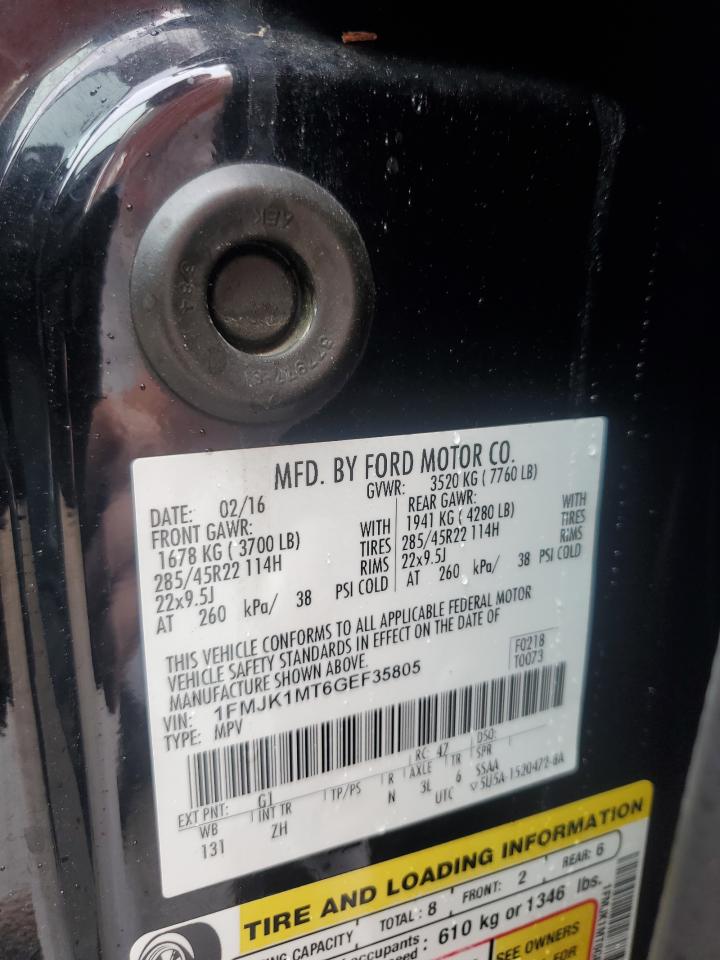 MFD. BY FORD MOTOR CO.
DATE: 02/16 GVWR: 3520 KG ( 7760 LB)
FRONT GAWR: REAR GAWR:
1678 KG ( 3700 LB) WITH 1941 KG ( 4280 LB) WITH
285/45R22 114H TIRES 285/45R22 114H TIRES
22x9.5J RIMS 22x9.5J RIMS
AT 260 kPa/ 38 PSI COLD AT 260 kPa/ 38 PSI COLD
THIS VEHICLE CONFORMS TO ALL APPLICABLE FEDERAL MOTOR
VEHICLE SAFETY STANDARDS IN EFFECT ON THE DATE OF
MANUFACTURE SHOWN ABOVE.
F0218
T0073
VIN: 1FMJK1MT6GEF35805
TYPE: MPV
RC: 47 DSO:
EXT PNT: G1
WB INT TR TP/PS R AXLE TR SPR
131 ZH N 3L 6 SSAA
UTC
TIRE AND LOADING INFORMATION
CAPACITY TOTAL: 8 FRONT: 2 REAR: 6
: 610 kg or 1346 lbs.
SEE OWNERS
FOR